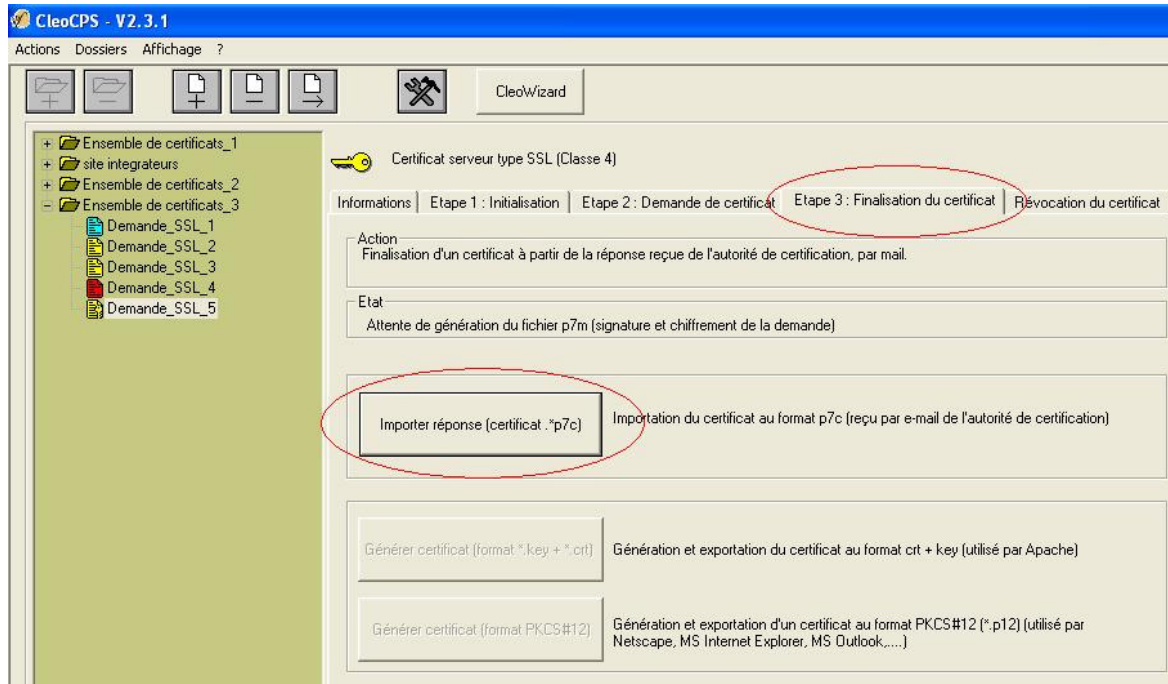 CleoCPS - V2.3.1
Actions Dossiers Affichage ?
CleoWizard
Ensemble de certificats_1
site integrateurs
Ensemble de certificats_2
Ensemble de certificats_3
Demande_SSL_1
Demande_SSL_2
Demande_SSL_3
Demande_SSL_4
Demande_SSL_5
Certificat serveur type SSL (Classe 4)
Informations Etape 1 : Initialisation Etape 2 : Demande de certificat Etape 3 : Finalisation du certificat Révocation du certificat
Action
Finalisation d'un certificat à partir de la réponse reçue de l'autorité de certification, par mail.
Etat
Attente de génération du fichier p7m (signature et chiffrement de la demande)
Importer réponse (certificat .*p7c) Importation du certificat au format p7c (reçu par e-mail de l'autorité de certification)
Générer certificat (format *.key + *.crt) Génération et exportation du certificat au format crt + key (utilisé par Apache)
Générer certificat (format PKCS#12) Génération et exportation d'un certificat au format PKCS#12 (*.p12) (utilisé par
Netscape, MS Internet Explorer, MS Outlook,....)